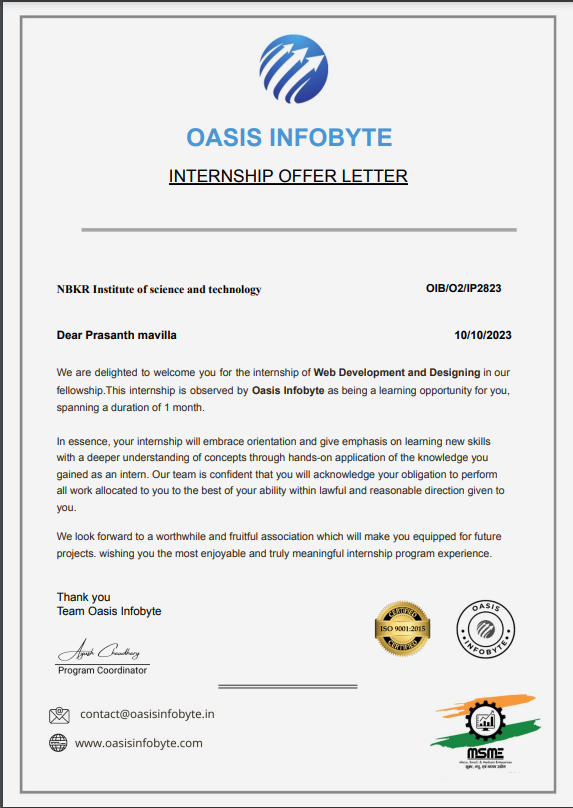 OASIS INFOBYTE
INTERNSHIP OFFER LETTER
NBKR Institute of science and technology OIB/O2/IP2823
Dear Prasanth mavilla 10/10/2023
We are delighted to welcome you for the internship of Web Development and Designing in our
fellowship.This internship is observed by Oasis Infobyte as being a learning opportunity for you,
spanning a duration of 1 month.
In essence, your internship will embrace orientation and give emphasis on learning new skills
with a deeper understanding of concepts through hands-on application of the knowledge you
gained as an intern. Our team is confident that you will acknowledge your obligation to perform
all work allocated to you to the best of your ability within lawful and reasonable direction given to
you.
We look forward to a worthwhile and fruitful association which will make you equipped for future
projects. wishing you the most enjoyable and truly meaningful internship program experience.
Thank you
Team Oasis Infobyte
Ayush Chaudhary
Program Coordinator
CERTIFIED
ISO 9001:2015
CERTIFIED
OASIS
INFOBYTE
contact@oasisinfobyte.in
www.oasisinfobyte.com
MSME
Micro, Small & Medium Enterprises
सूक्ष्म, लघु एवं मध्यम उद्यम